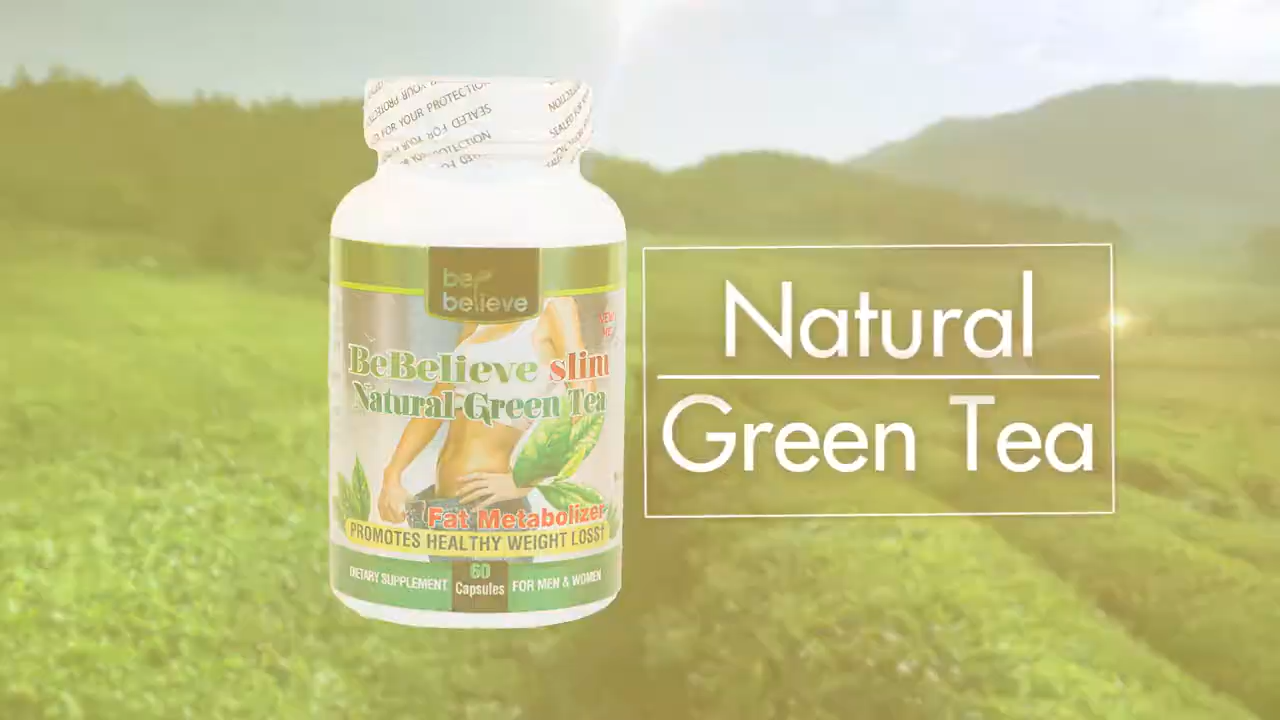 FOR YOUR PROTECTION
SEALED FOR
be
believe
BeBelieve slim
Natural Green Tea
Fat Metabolizer
PROMOTES HEALTHY WEIGHT LOSS†
DIETARY SUPPLEMENT
60
Capsules
FOR MEN & WOMEN
Natural
Green Tea